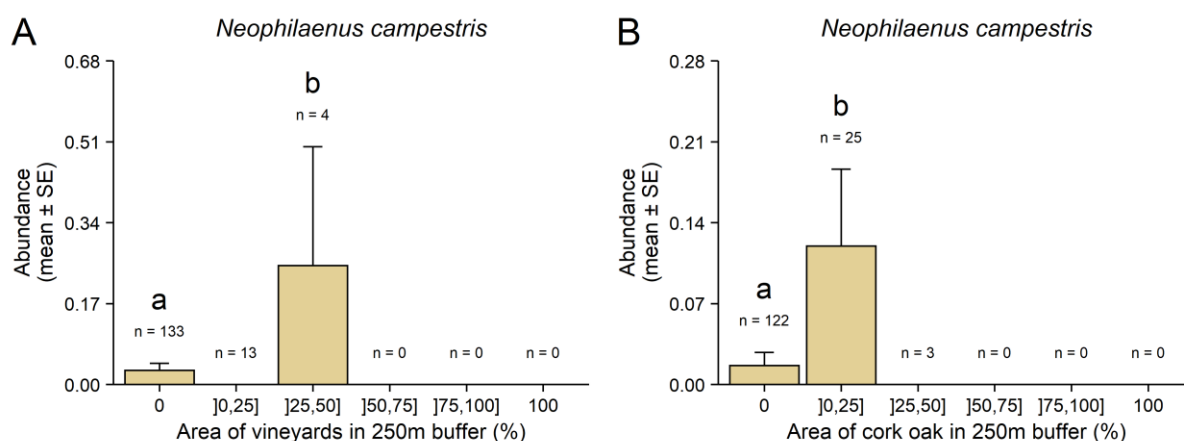 A
Neophilaenus campestris
0.68
0.51
0.34
0.17
0.00
Abundance
(mean ± SE)
a
n = 133
n = 13
b
n = 4
n = 0
n = 0
n = 0
0
]0,25]
]25,50]
]50,75]
]75,100]
100
Area of vineyards in 250m buffer (%)
B
Neophilaenus campestris
0.28
0.21
0.14
0.07
0.00
Abundance
(mean ± SE)
a
n = 122
b
n = 25
n = 3
n = 0
n = 0
n = 0
0
]0,25]
]25,50]
]50,75]
]75,100]
100
Area of cork oak in 250m buffer (%)